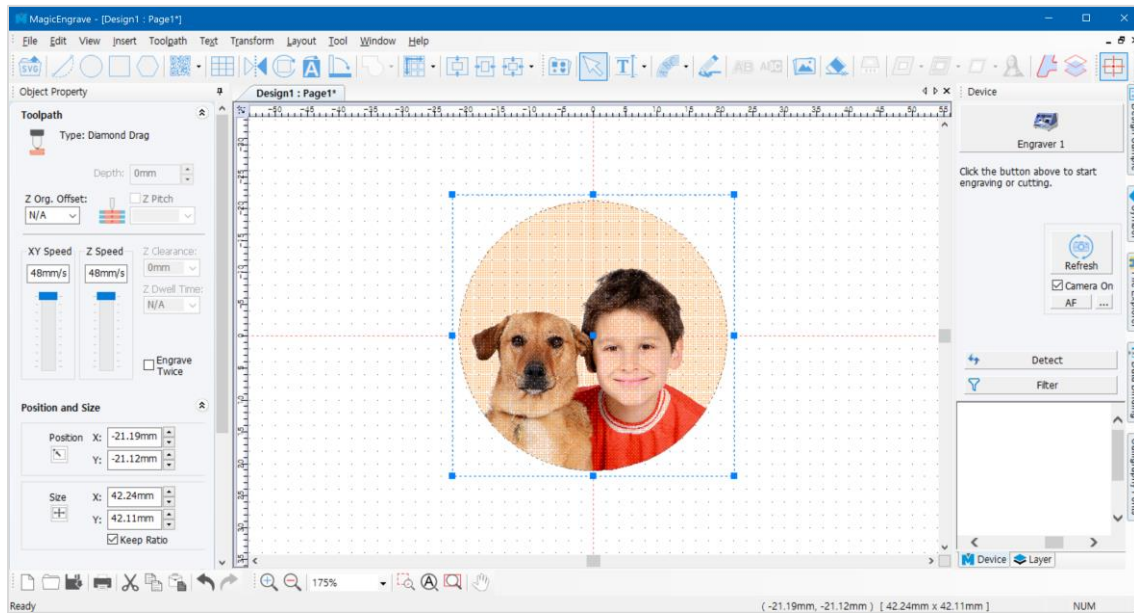 MagicEngrave - [Design1 : Page1*]
File Edit View Insert Toolpath Text Transform Layout Tool Window Help
SVG
Object Property
Design1 : Page1*
Device
Toolpath
Type: Diamond Drag
Depth: 0mm
Z Org. Offset:
N/A
Z Pitch
XY Speed Z Speed Z Clearance:
48mm/s 48mm/s 0mm
Z Dwell Time:
N/A
Engrave
Twice
Position and Size
Position X: -21.19mm
Y: -21.12mm
Size X: 42.24mm
Y: 42.11mm
Keep Ratio
Engraver 1
Click the button above to start
engraving or cutting.
Refresh
Camera On
AF ...
Detect
Filter
Device Layer
175%
Ready
( -21.19mm, -21.12mm ) [ 42.24mm x 42.11mm ]
NUM